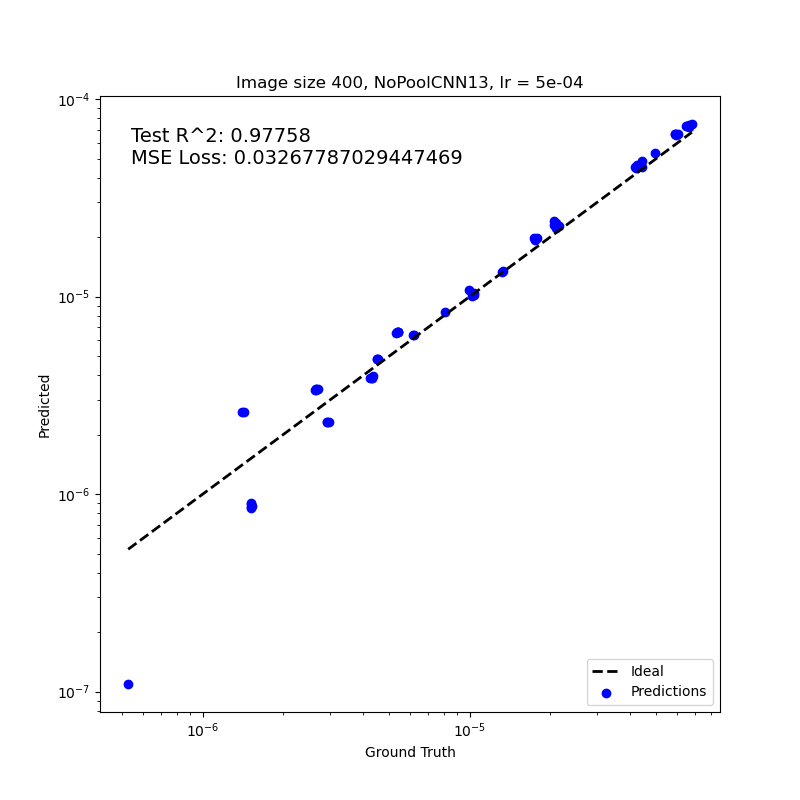 Image size 400, NoPoolCNN13, lr = 5e-04
Test R^2: 0.97758
MSE Loss: 0.03267787029447469
10⁻⁴
10⁻⁵
10⁻⁶
10⁻⁷
Predicted
Ideal
Predictions
10⁻⁶
10⁻⁵
Ground Truth